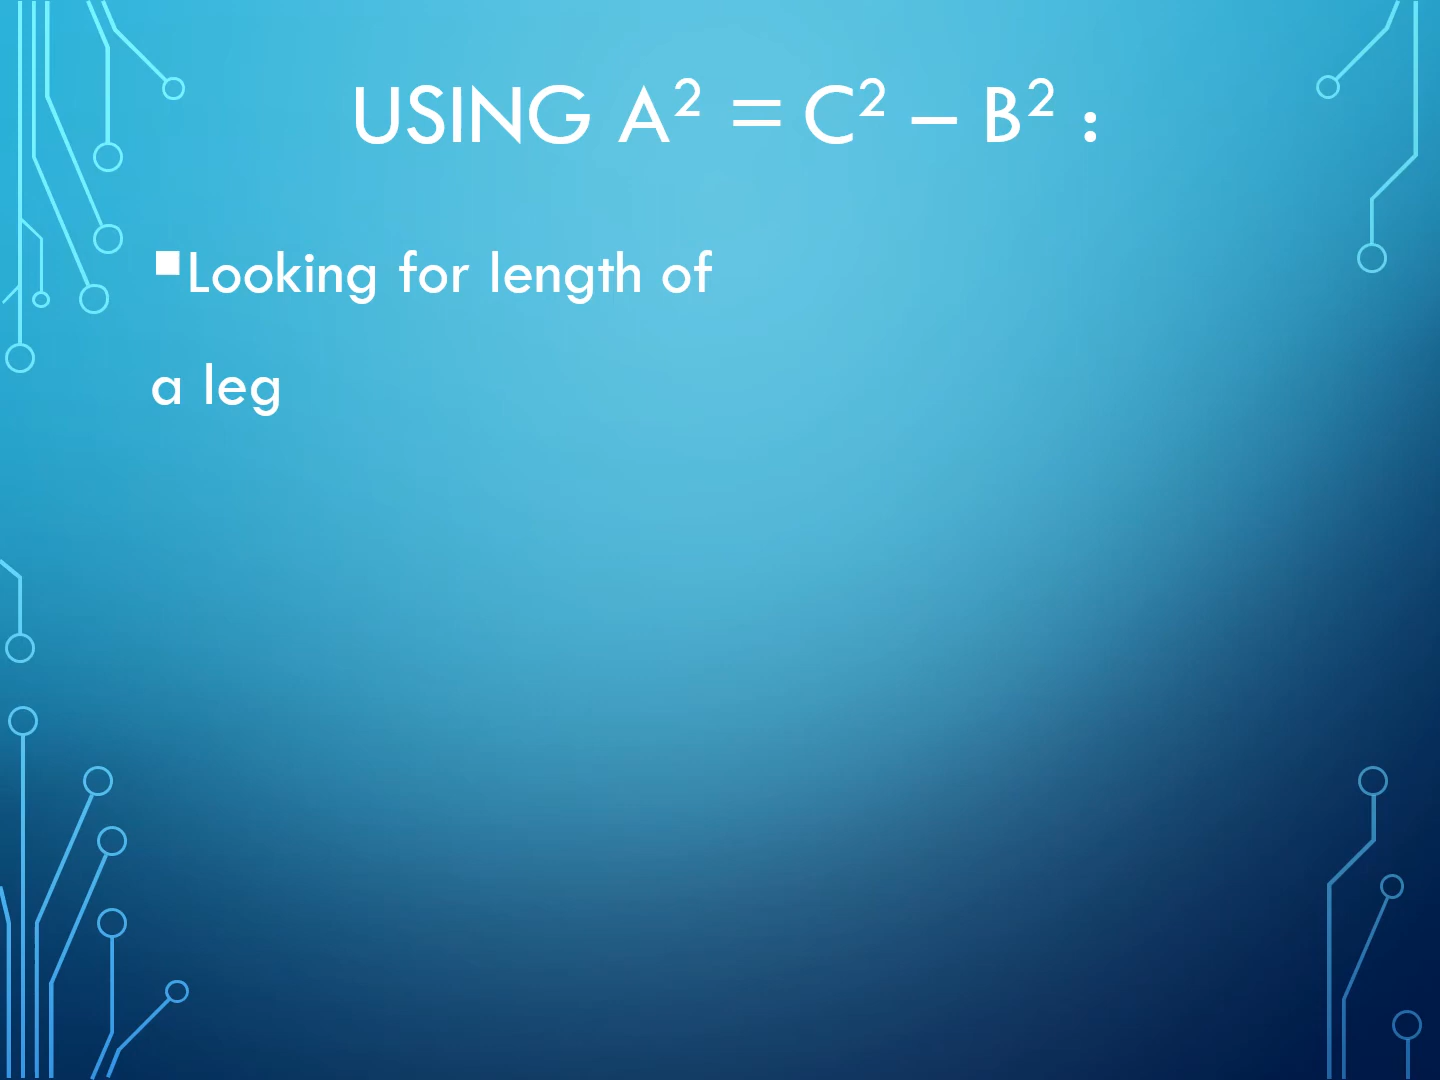 USING A² = C² – B² :
▪Looking for length of
a leg